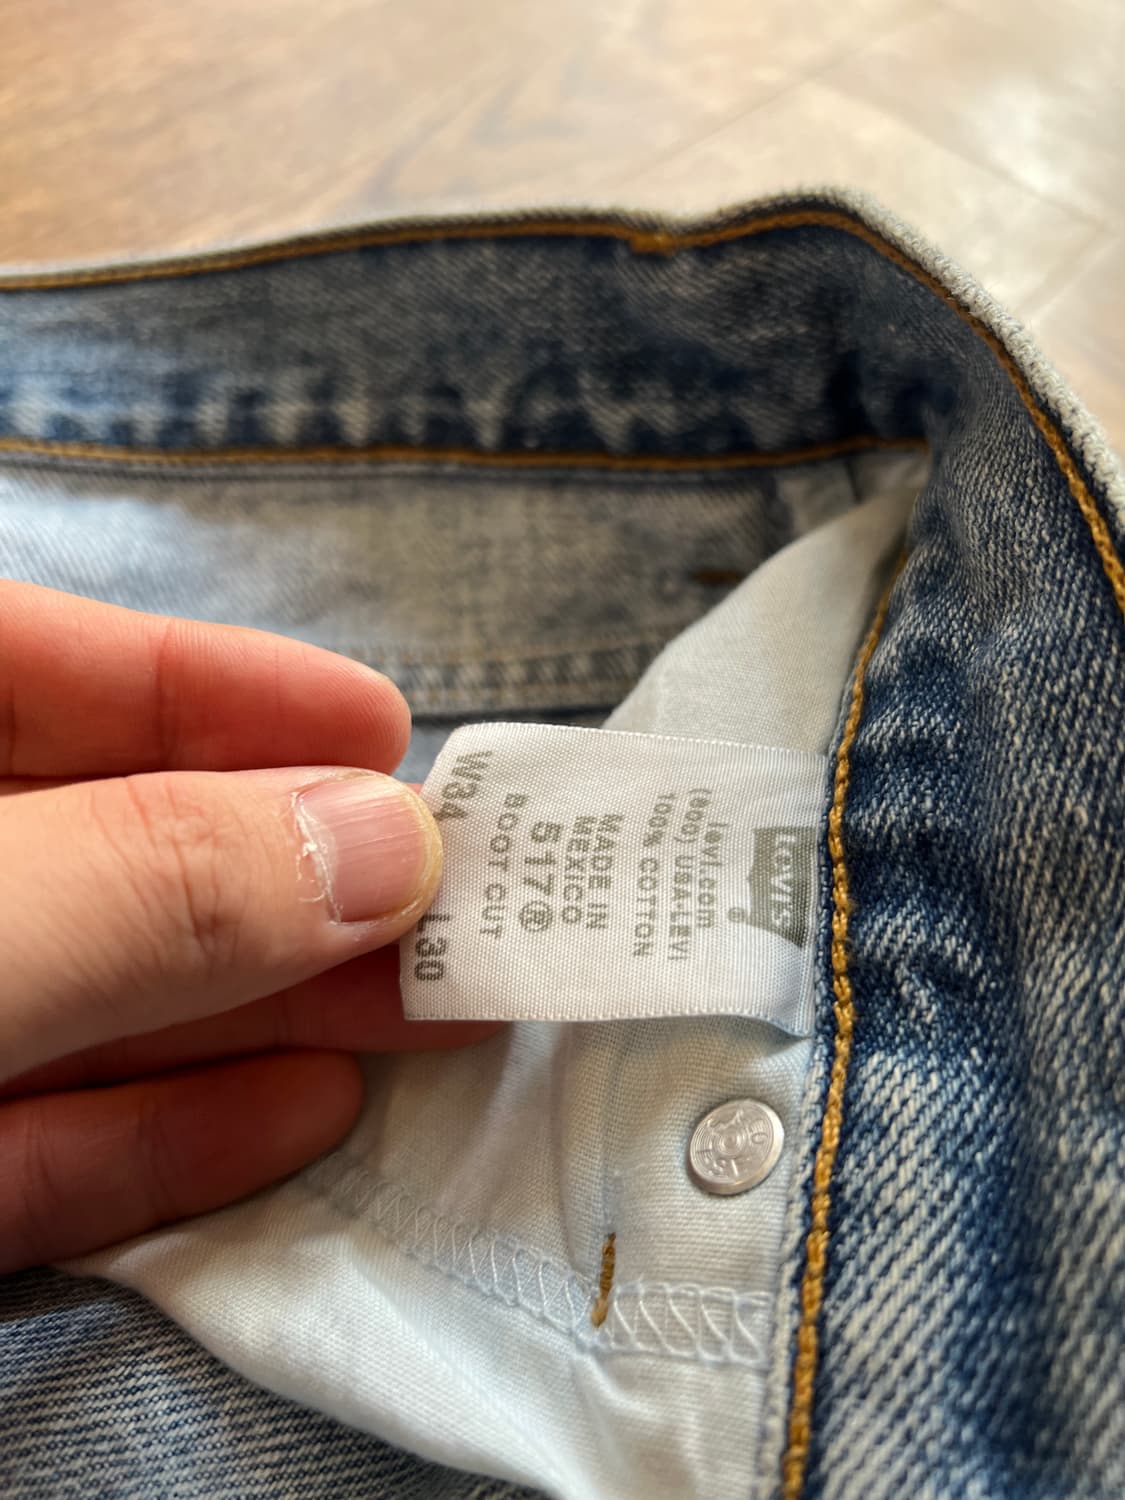 Levi's
®
levi.com
(800) USA-LEVI
100% COTTON
MADE IN
MEXICO
517®
BOOT CUT
W34 L30